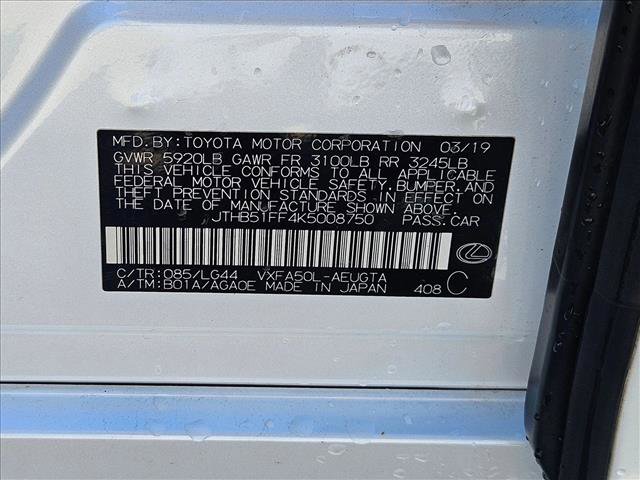 MFD. BY: TOYOTA MOTOR CORPORATION 03/19
GVWR 5920LB GAWR FR 3100LB RR 3245LB
THIS VEHICLE CONFORMS TO ALL APPLICABLE
FEDERAL MOTOR VEHICLE SAFETY, BUMPER, AND
THEFT PREVENTION STANDARDS IN EFFECT ON
THE DATE OF MANUFACTURE SHOWN ABOVE.
JTHB51FF4K5008750 PASS.CAR
C/TR: 085/LG44 VXFA50L-AEUGTA
A/TM: B01A/AGA0E MADE IN JAPAN 408 C